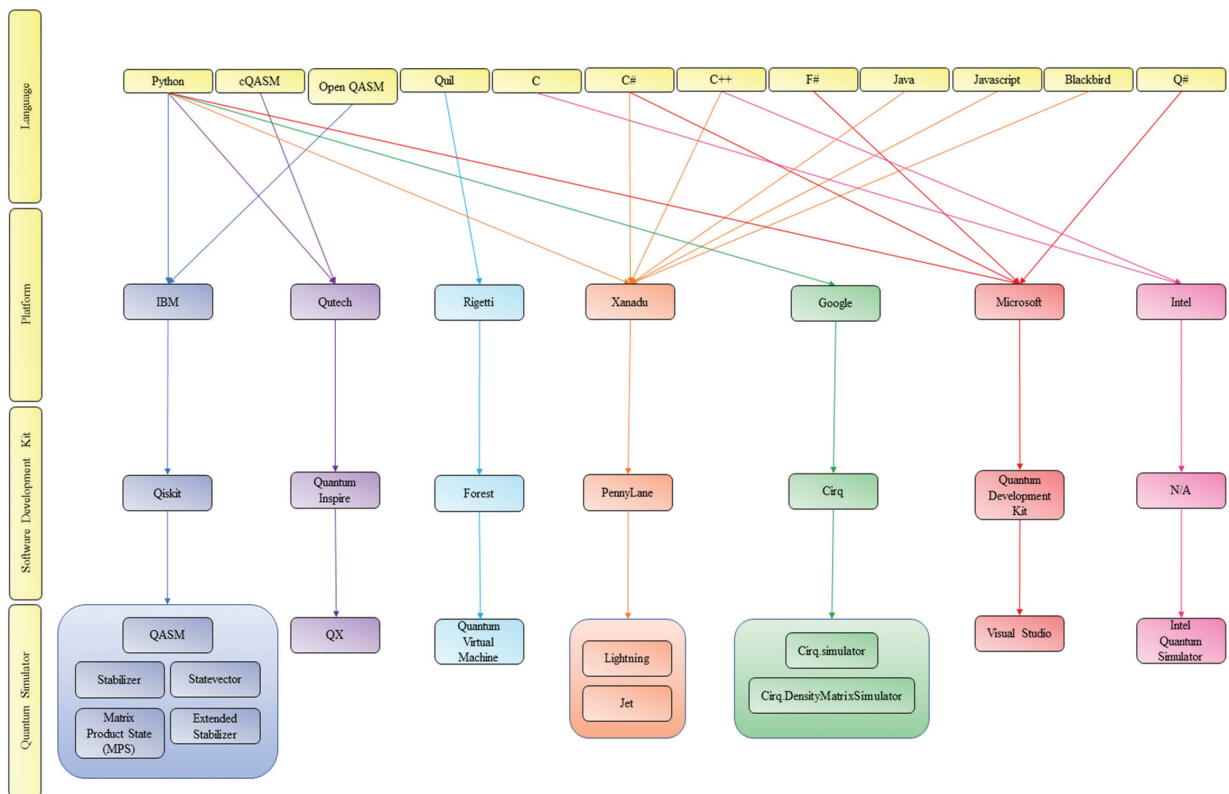 Language
Python
cQASM
Open QASM
Quil
C
C#
C++
F#
Java
Javascript
Blackbird
Q#
Platform
IBM
Qutech
Rigetti
Xanadu
Google
Microsoft
Intel
Software Development Kit
Qiskit
Quantum
Inspire
Forest
PennyLane
Cirq
Quantum
Development
Kit
N/A
Quantum Simulator
QASM
Stabilizer
Statevector
Matrix
Product State
(MPS)
Extended
Stabilizer
QX
Quantum
Virtual
Machine
Lightning
Jet
Cirq.simulator
Cirq.DensityMatrixSimulator
Visual Studio
Intel
Quantum
Simulator